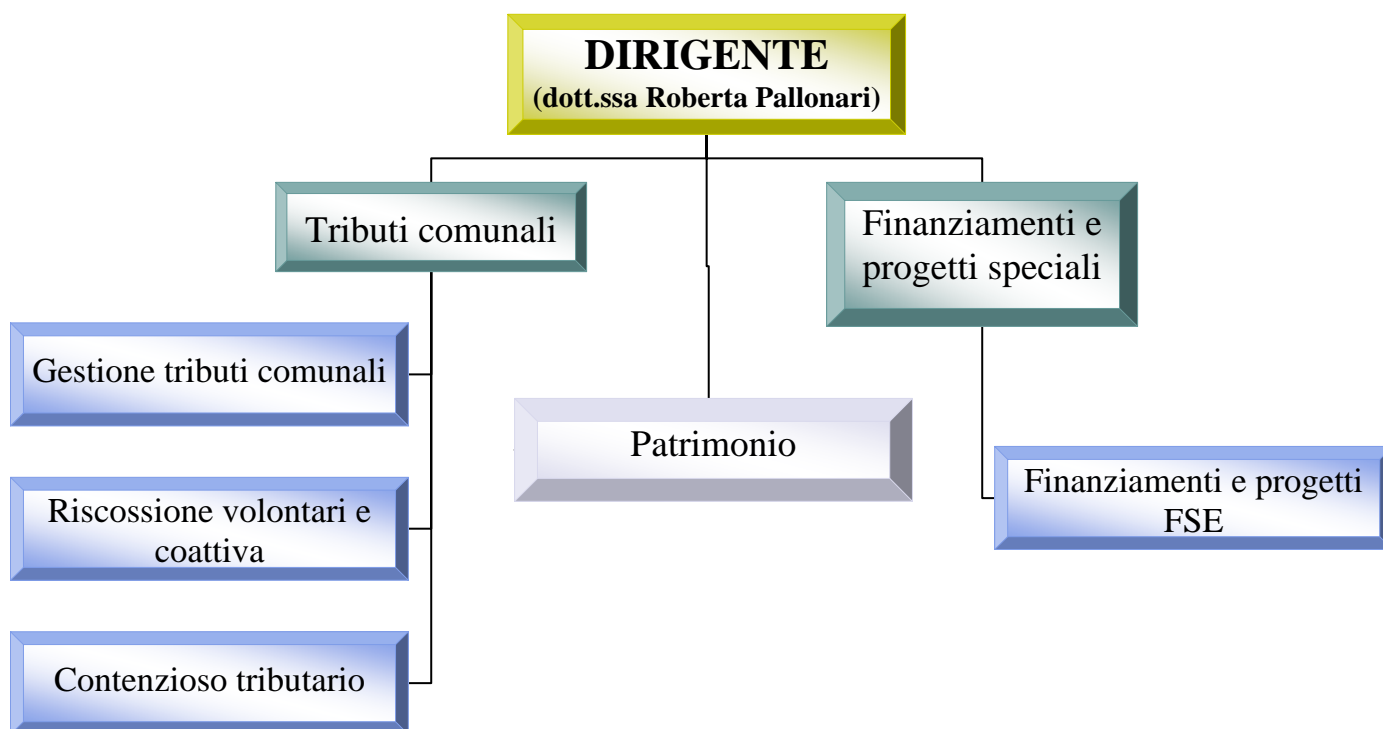 DIRIGENTE
(dott.ssa Roberta Pallonari)
Tributi comunali
Finanziamenti e
progetti speciali
Gestione tributi comunali
Patrimonio
Riscossione volontari e
coattiva
Finanziamenti e progetti
FSE
Contenzioso tributario